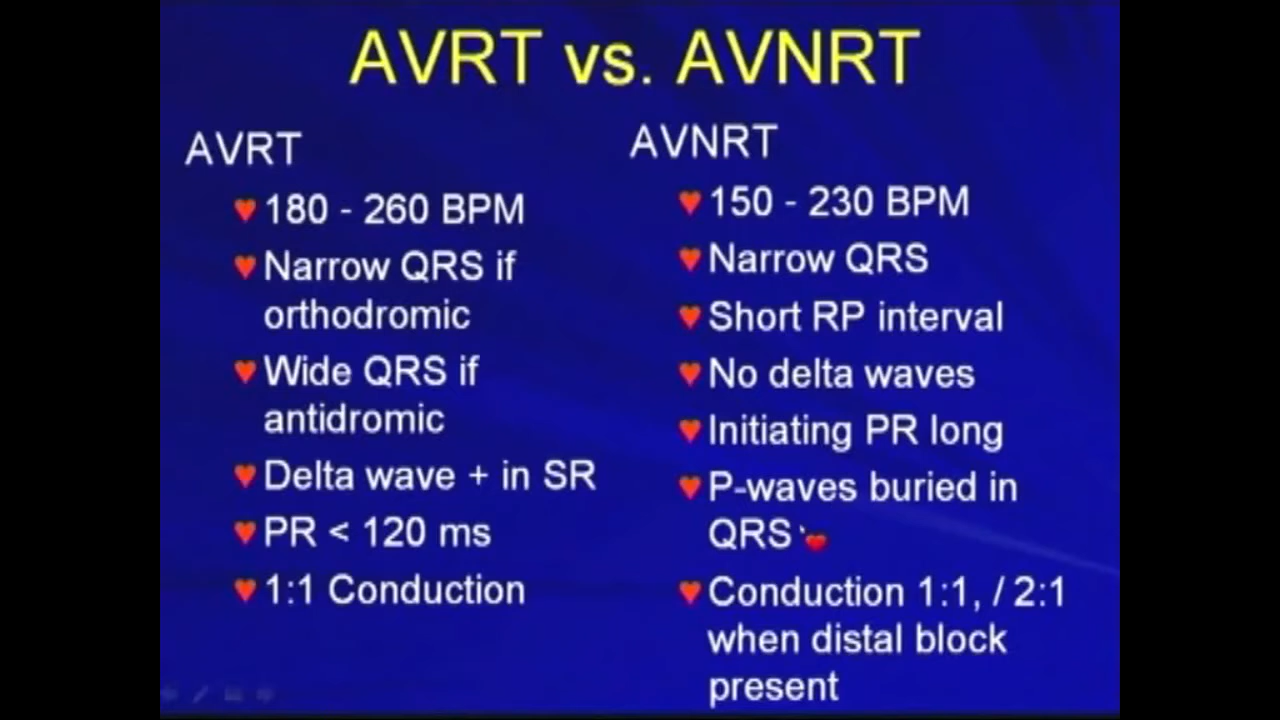 AVRT vs. AVNRT
AVRT
180 - 260 BPM
Narrow QRS if
orthodromic
Wide QRS if
antidromic
Delta wave + in SR
PR < 120 ms
1:1 Conduction
AVNRT
150 - 230 BPM
Narrow QRS
Short RP interval
No delta waves
Initiating PR long
P-waves buried in
QRS
Conduction 1:1, / 2:1
when distal block
present